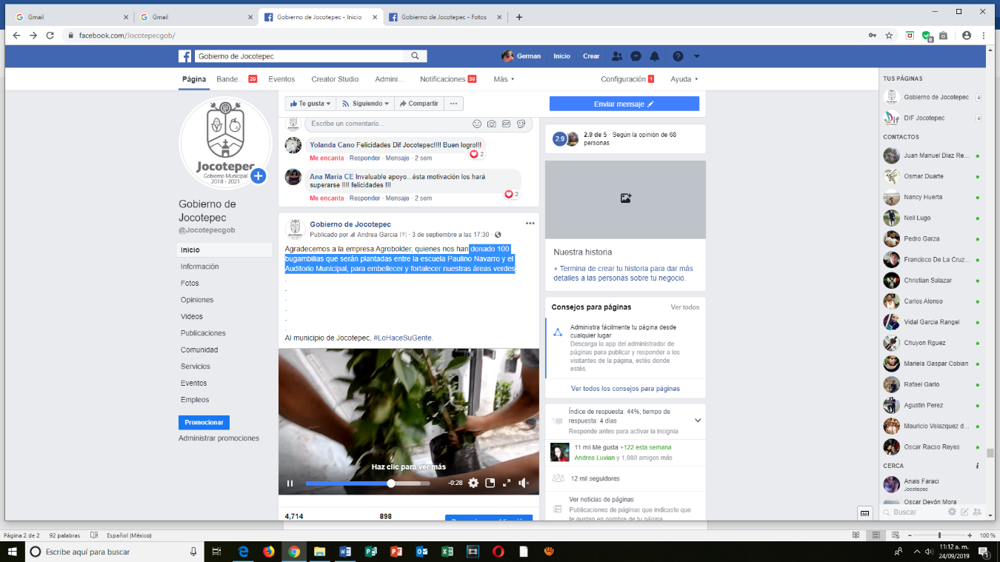 Gmail
Gmail
Gobierno de Jocotepec - Inicio
Gobierno de Jocotepec - Fotos
facebook.com/Jocotepecgob/
Gobierno de Jocotepec
German
Inicio
Crear
Página
Bande... 20
Eventos
Creator Studio
Admini...
Notificaciones 30
Más
Configuración 1
Ayuda
Jocotepec
Gobierno Municipal
2018 - 2021
Gobierno de
Jocotepec
@Jocotepecgob
Inicio
Información
Fotos
Opiniones
Videos
Publicaciones
Comunidad
Servicios
Eventos
Empleos
Promocionar
Administrar promociones
Te gusta
Siguiendo
Compartir
Escribe un comentario...
Yolanda Cano Felicidades Dif Jocotepec!!!! Buen logro!!!
2
Me encanta · Responder · Mensaje · 2 sem
Ana María CE Invaluable apoyo...ésta motivación los hará
superarse !!!! felicidades !!!
2
Me encanta · Responder · Mensaje · 2 sem
Gobierno de Jocotepec
Publicado por Andrea Garcia [?] · 3 de septiembre a las 17:30 ·
Agradecemos a la empresa Agrobolder, quienes nos han donado 100
bugambilias que serán plantadas entre la escuela Paulino Navarro y el
Auditorio Municipal, para embellecer y fortalecer nuestras áreas verdes.
.
.
.
.
.
.
Al municipio de Jocotepec, #LoHaceSuGente.
Haz clic para ver más
-0:28
4,714
898
Enviar mensaje
2.9
2.9 de 5 · Según la opinión de 68
personas
Nuestra historia
+ Termina de crear tu historia para dar más
detalles a las personas sobre tu negocio.
Consejos para páginas
Ver todos
Administra fácilmente tu página desde
cualquier lugar
Descarga la app del administrador de
páginas para publicar y responder a los
visitantes de la página, estés donde
estés.
Ver todos los consejos para páginas
Índice de respuesta: 44%; tiempo de
respuesta: 4 días
Responde antes para activar la insignia
11 mil Me gusta +122 esta semana
Andrea Luvian y 1,080 amigos más
12 mil seguidores
Ver noticias de páginas
Publicaciones de páginas que indicaste que
te gustan en nombre de tu página
TUS PÁGINAS
Gobierno de Jocotepec 9
Dif
DIF Jocotepec 9
CONTACTOS
Juan Manuel Diaz Re...
Osmar Duarte
Nancy Huerta
Neil Lugo
Pedro Garza
Francisco De La Cruz...
Christian Salazar
Carlos Alonso
Vidal Garcia Rangel
Chuyon Rguez
Mariela Gaspar Cobian
Rafael Garlo
Agustin Perez
Mauricio Velazquez d...
Oscar Racso Reyes
CERCA
Anais Faraci
Jocotepec
Oscar Devón Mora
Buscar
Página 2 de 2
92 palabras
Español (México)
100 %
Escribe aquí para buscar
11:12 a. m.
24/09/2019
1